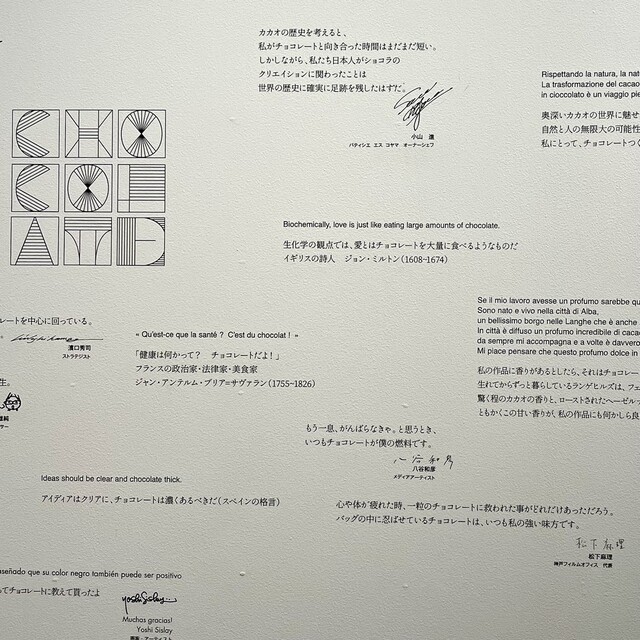 CHO
COL
ATE
カカオの歴史を考えると、
私がチョコレートと向き合った時間はまだまだ短い。
しかしながら、私たち日本人がショコラの
クリエイションに関わったことは
世界の歴史に確実に足跡を残したはずだ。
小山 進
パティシエ エス コヤマ オーナーシェフ
Rispettando la natura, la nat
La trasformazione del cacao
in cioccolato è un viaggio pie
奥深いカカオの世界に魅せ
自然と人の無限大の可能性
私にとって、チョコレートつく
Biochemically, love is just like eating large amounts of chocolate.
生化学の観点では、愛とはチョコレートを大量に食べるようなものだ
イギリスの詩人 ジョン・ミルトン（1608–1674）
レートを中心に回っている。
濱口秀司
ストラテジスト
« Qu'est-ce que la santé ? C'est du chocolat ! »
「健康は何かって？ チョコレートだよ！」
フランスの政治家・法律家・美食家
ジャン・アンテルム・ブリア=サヴァラン（1755–1826）
Se il mio lavoro avesse un profumo sarebbe qu
Sono nato e vivo nella città di Alba,
un bellissimo borgo nelle Langhe che è anche
In città è diffuso un profumo incredibile di caca
da sempre mi accompagna e a volte è davvero
Mi piace pensare che questo profumo dolce in
私の作品に香りがあるとしたら、それはチョコレー
生れてからずっと暮らしているランゲヒルズは、フェ
驚く程のカカオの香りと、ローストされたヘーゼルッ
ともかくこの甘い香りが、私の作品にも何かしら良
もう一息、がんばらなきゃ。と思うとき、
いつもチョコレートが僕の燃料です。
八谷和彦
八谷和彦
メディアアーティスト
Ideas should be clear and chocolate thick.
アイディアはクリアに、チョコレートは濃くあるべきだ（スペインの格言）
心や体が疲れた時、一粒のチョコレートに救われた事がどれだけあっただろう。
バッグの中に忍ばせているチョコレートは、いつも私の強い味方です。
松下麻理
松下麻理
神戸フィルムオフィス 代表
señado que su color negro también puede ser positivo
ってチョコレートに教えて貰ったよ
Yoshi Sislay...
Muchas gracias!
Yoshi Sislay